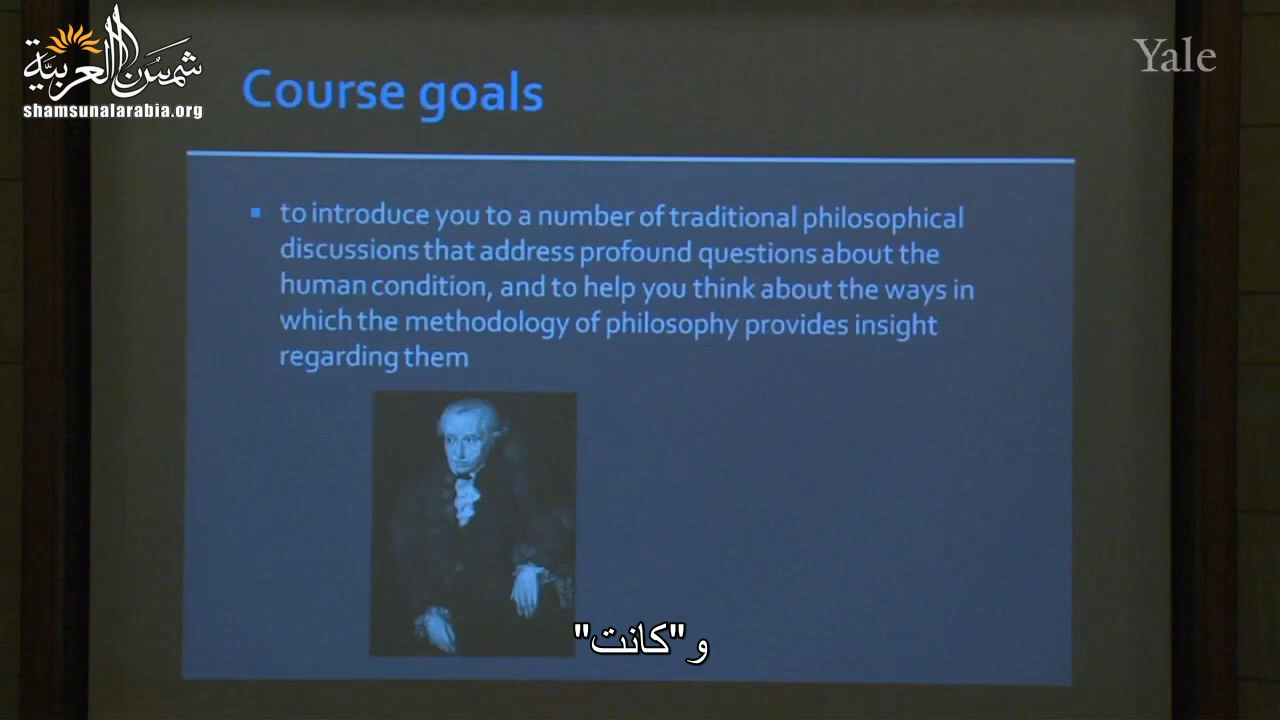 شمس العربية
shamsunalarabia.org
Yale
Course goals
to introduce you to a number of traditional philosophical
discussions that address profound questions about the
human condition, and to help you think about the ways in
which the methodology of philosophy provides insight
regarding them
و"كانت"